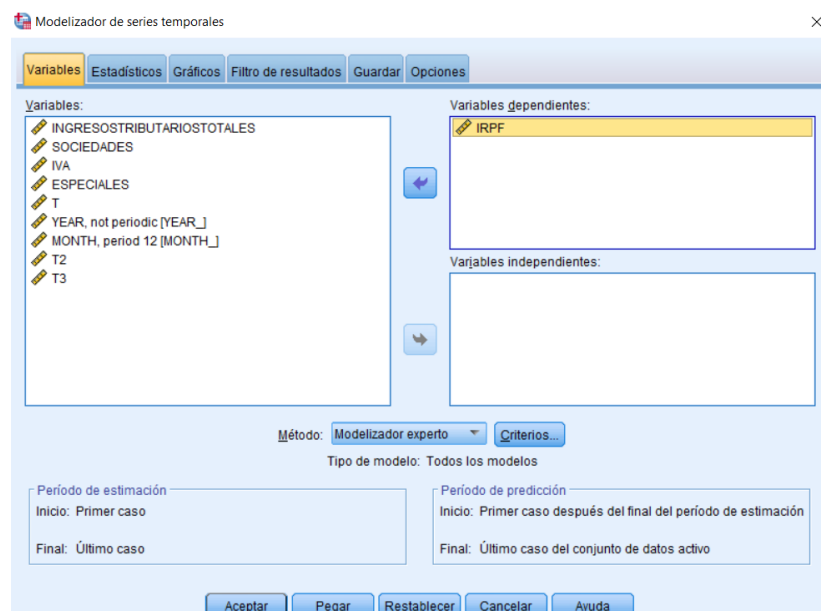 Modelizador de series temporales
Variables Estadísticos Gráficos Filtro de resultados Guardar Opciones
Variables:
INGRESOSTRIBUTARIOSTOTALES
SOCIEDADES
IVA
ESPECIALES
T
YEAR, not periodic [YEAR_]
MONTH, period 12 [MONTH_]
T2
T3
Variables dependientes:
IRPF
Variables independientes:
Método: Modelizador experto Criterios...
Tipo de modelo: Todos los modelos
Período de estimación
Inicio: Primer caso
Final: Último caso
Período de predicción
Inicio: Primer caso después del final del período de estimación
Final: Último caso del conjunto de datos activo
Aceptar Pegar Restablecer Cancelar Ayuda